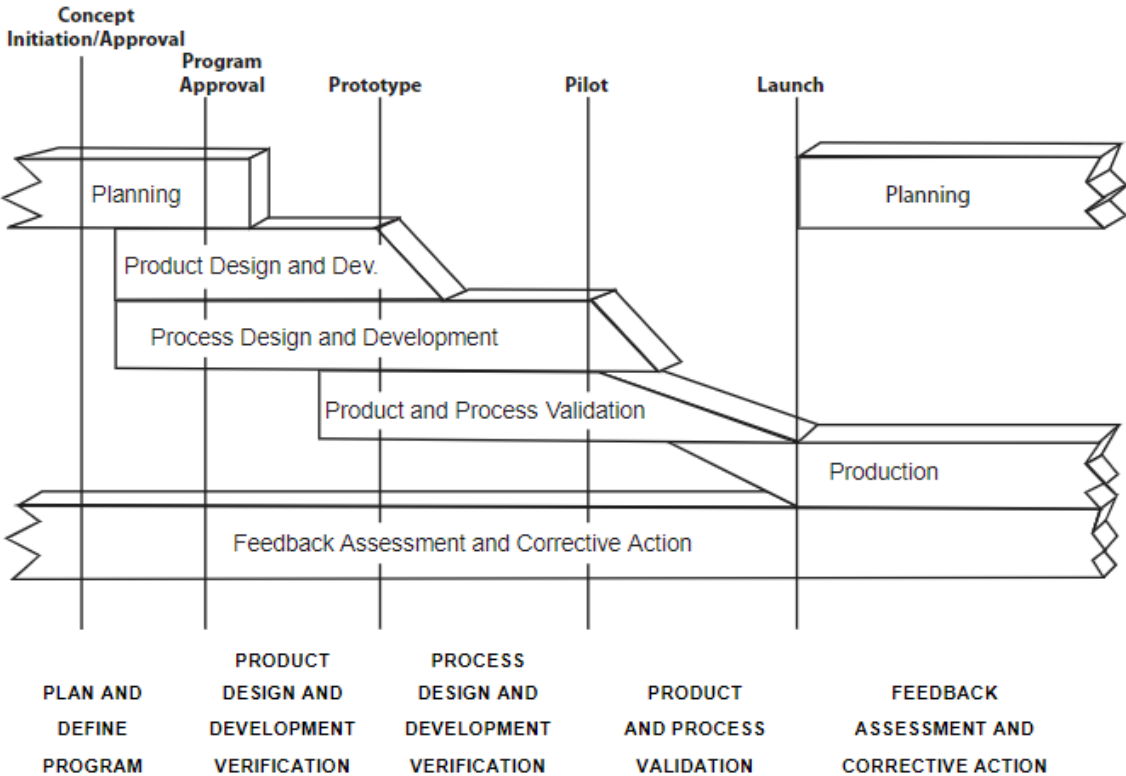 Concept
Initiation/Approval
Program
Approval
Prototype
Pilot
Launch
Planning
Planning
Product Design and Dev.
Process Design and Development
Product and Process Validation
Production
Feedback Assessment and Corrective Action
PLAN AND
DEFINE
PROGRAM
PRODUCT
DESIGN AND
DEVELOPMENT
VERIFICATION
PROCESS
DESIGN AND
DEVELOPMENT
VERIFICATION
PRODUCT
AND PROCESS
VALIDATION
FEEDBACK
ASSESSMENT AND
CORRECTIVE ACTION